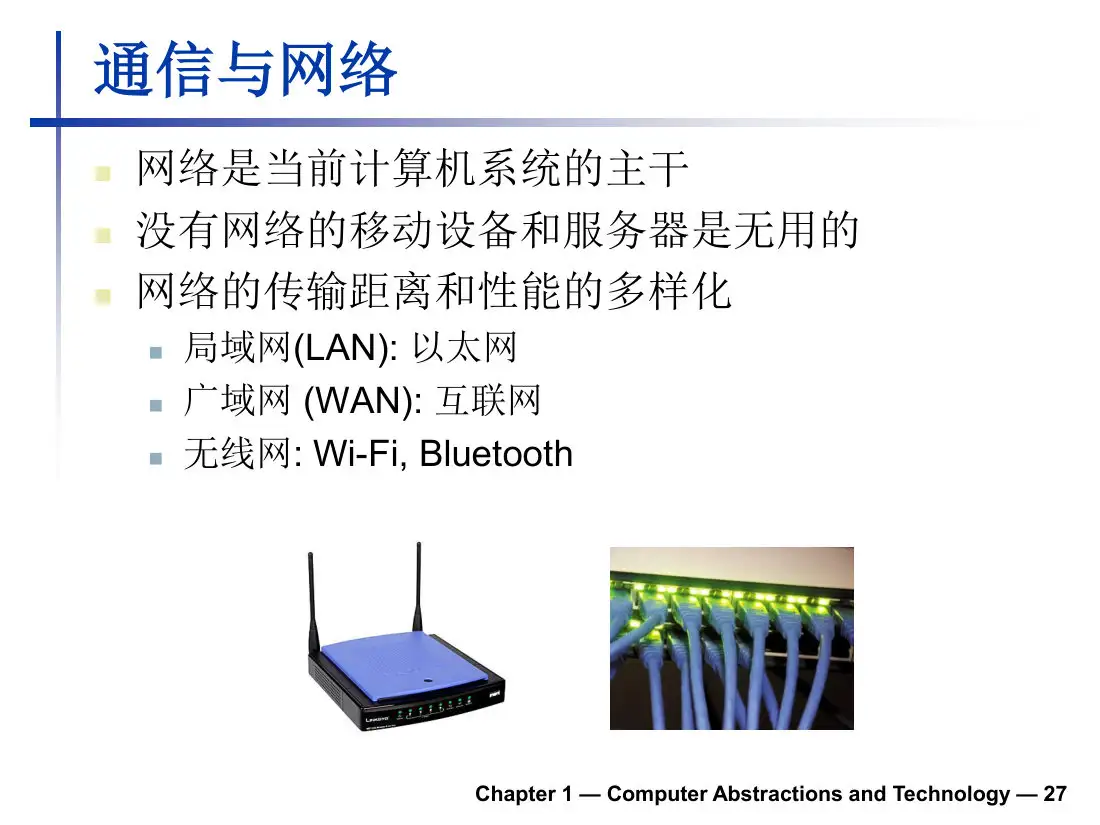 通信与网络
网络是当前计算机系统的主干
没有网络的移动设备和服务器是无用的
网络的传输距离和性能的多样化
局域网(LAN): 以太网
广域网 (WAN): 互联网
无线网: Wi-Fi, Bluetooth
LINKSYS
Chapter 1 — Computer Abstractions and Technology — 27